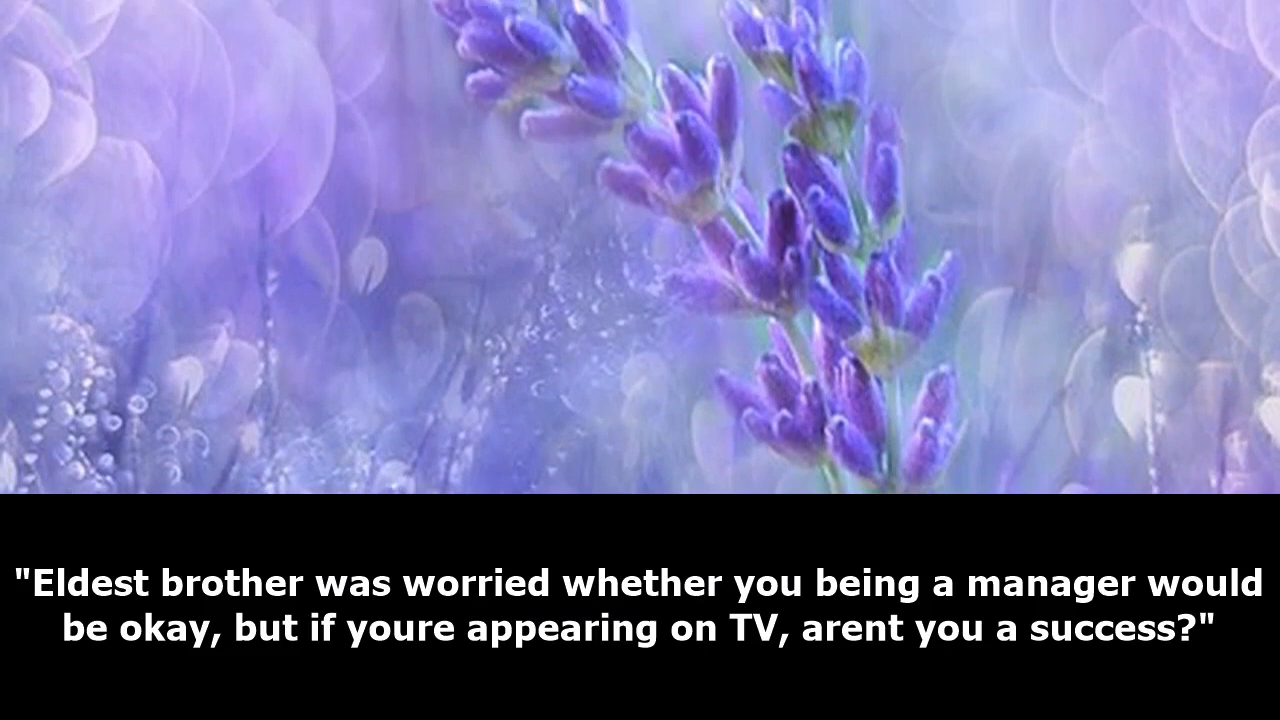 "Eldest brother was worried whether you being a manager would
be okay, but if youre appearing on TV, arent you a success?"